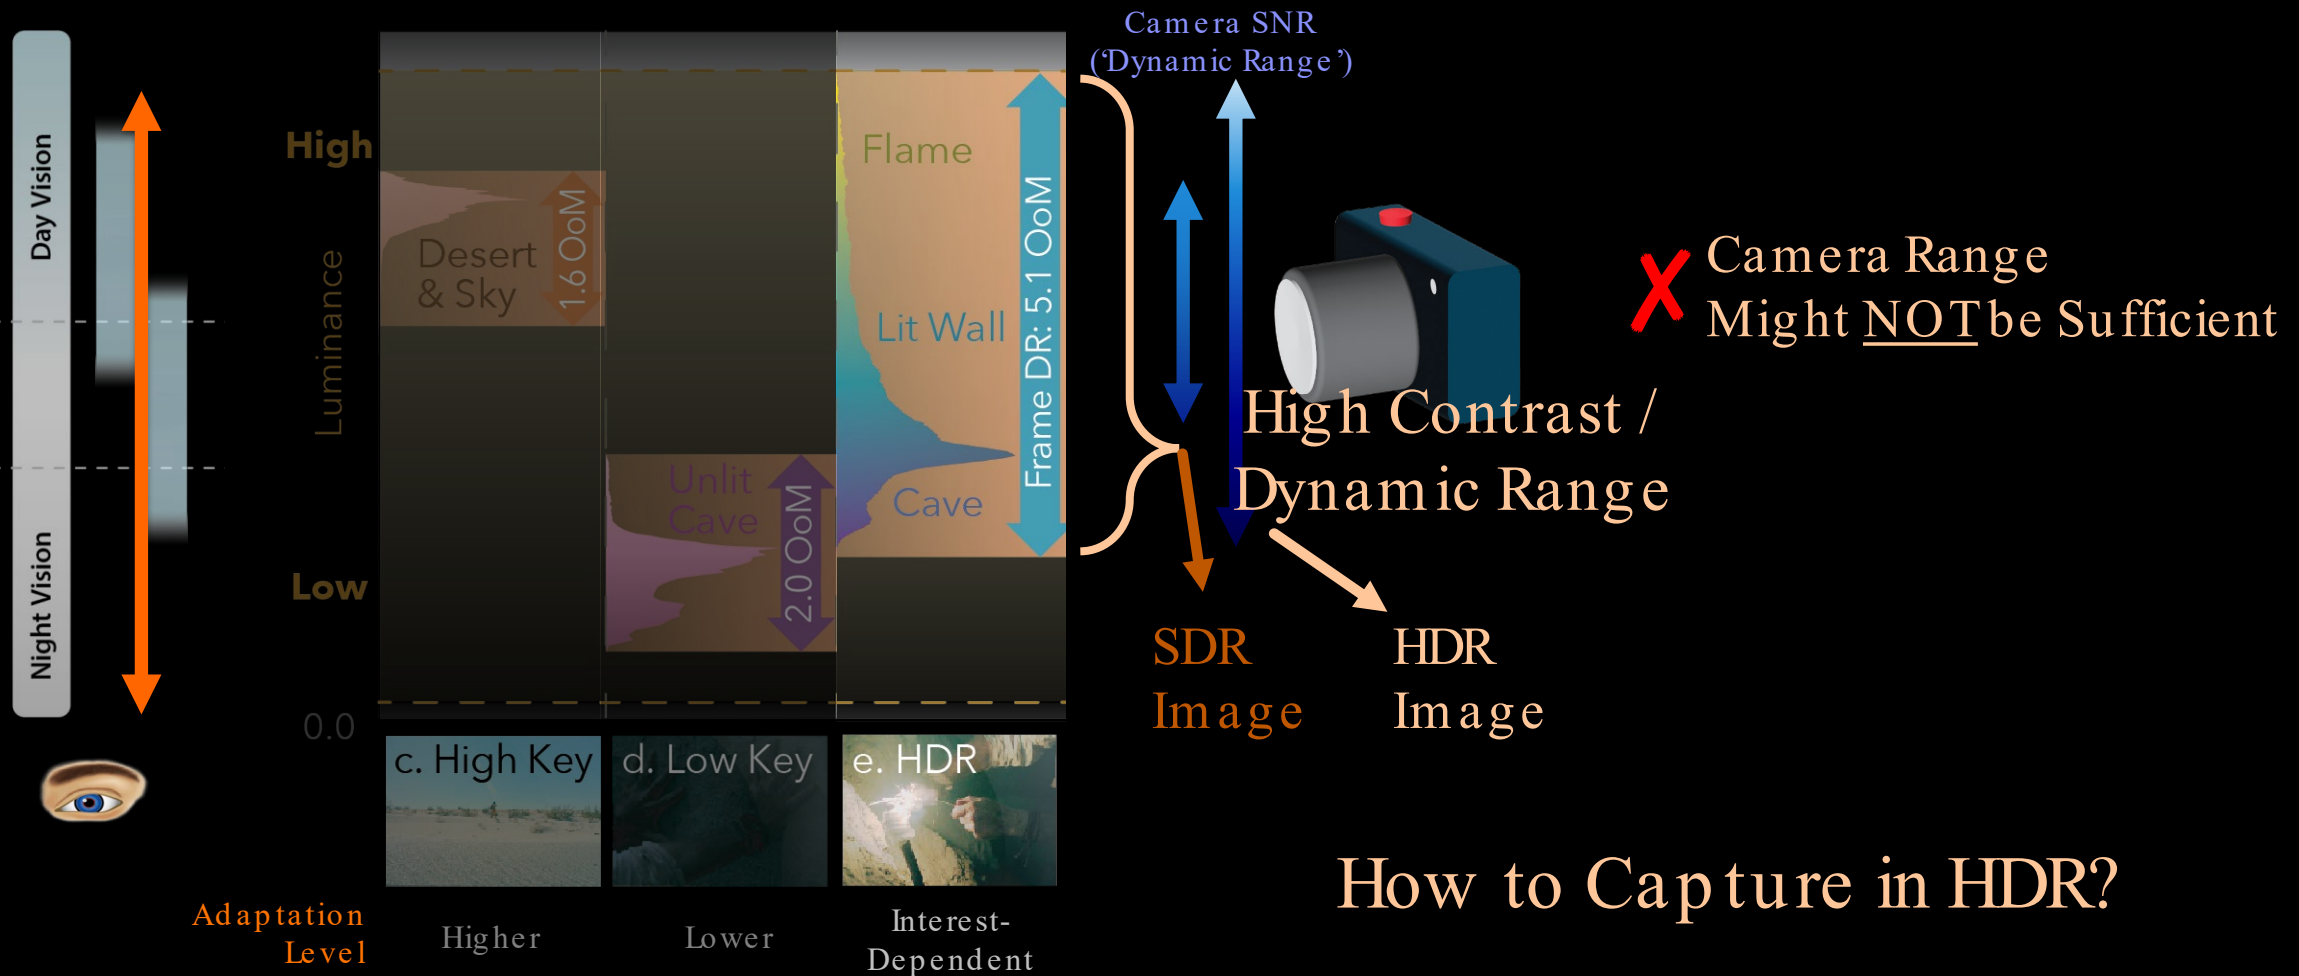 Camera SNR
(‘Dynamic Range’)
Day Vision
Night Vision
High
Luminance
Low
0.0
Desert
& Sky
1.6 OoM
Unlit
Cave
2.0 OoM
Flame
Lit Wall
Cave
Frame DR: 5.1 OoM
Camera Range
Might NOT be Sufficient
High Contrast /
Dynamic Range
SDR
Image
HDR
Image
c. High Key
d. Low Key
e. HDR
How to Capture in HDR?
Adaptation
Level
Higher
Lower
Interest-
Dependent